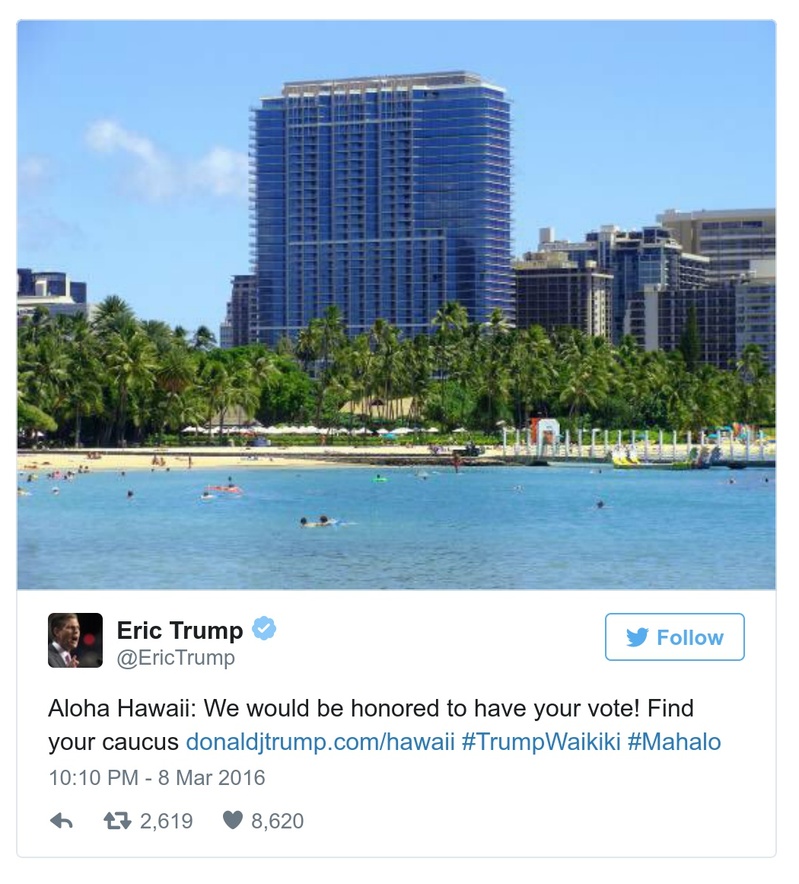 Eric Trump
@EricTrump
Follow
Aloha Hawaii: We would be honored to have your vote! Find
your caucus donaldjtrump.com/hawaii #TrumpWaikiki #Mahalo
10:10 PM - 8 Mar 2016
2,619 8,620